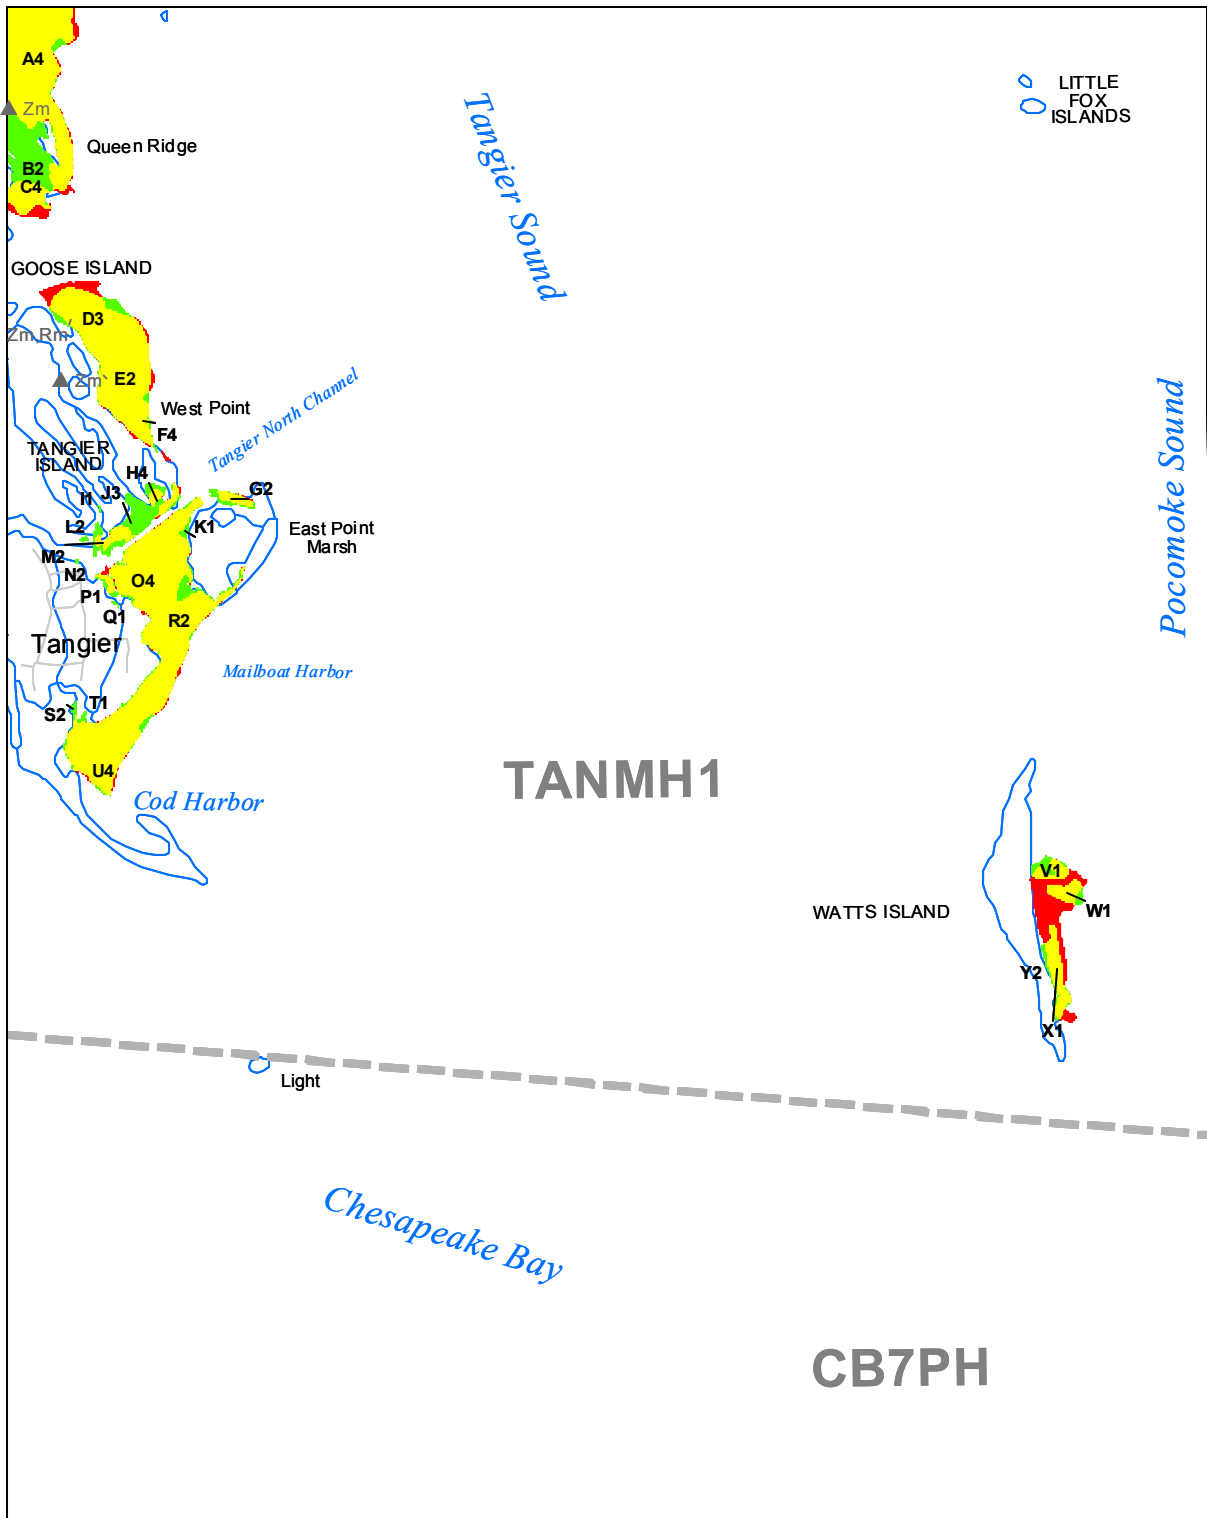 A4
LITTLE
FOX
ISLANDS
Zm
Tangier Sound
Queen Ridge
B2
C4
GOOSE ISLAND
D3
Zm,Rm
Zm
E2
West Point
F4
Tangier North Channel
Pocomoke Sound
TANGIER
ISLAND
H4
J3
I1
G2
L2
K1
East Point
Marsh
M2
N2
O4
P1
Q1
R2
Tangier
Mailboat Harbor
T1
S2
U4
Cod Harbor
TANMH1
V1
W1
WATTS ISLAND
Y2
X1
Light
Chesapeake Bay
CB7PH